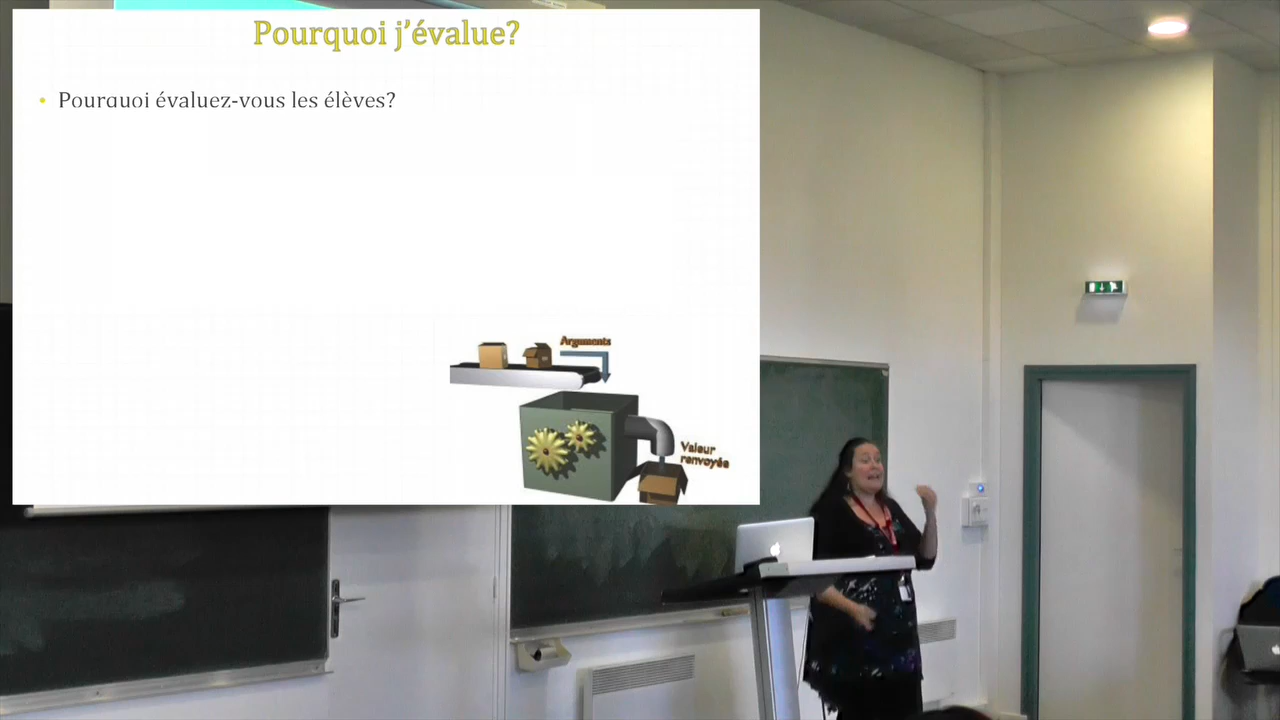 Pourquoi j’évalue?
• Pourquoi évaluez-vous les élèves?
Arguments
Valeur
renvoyée